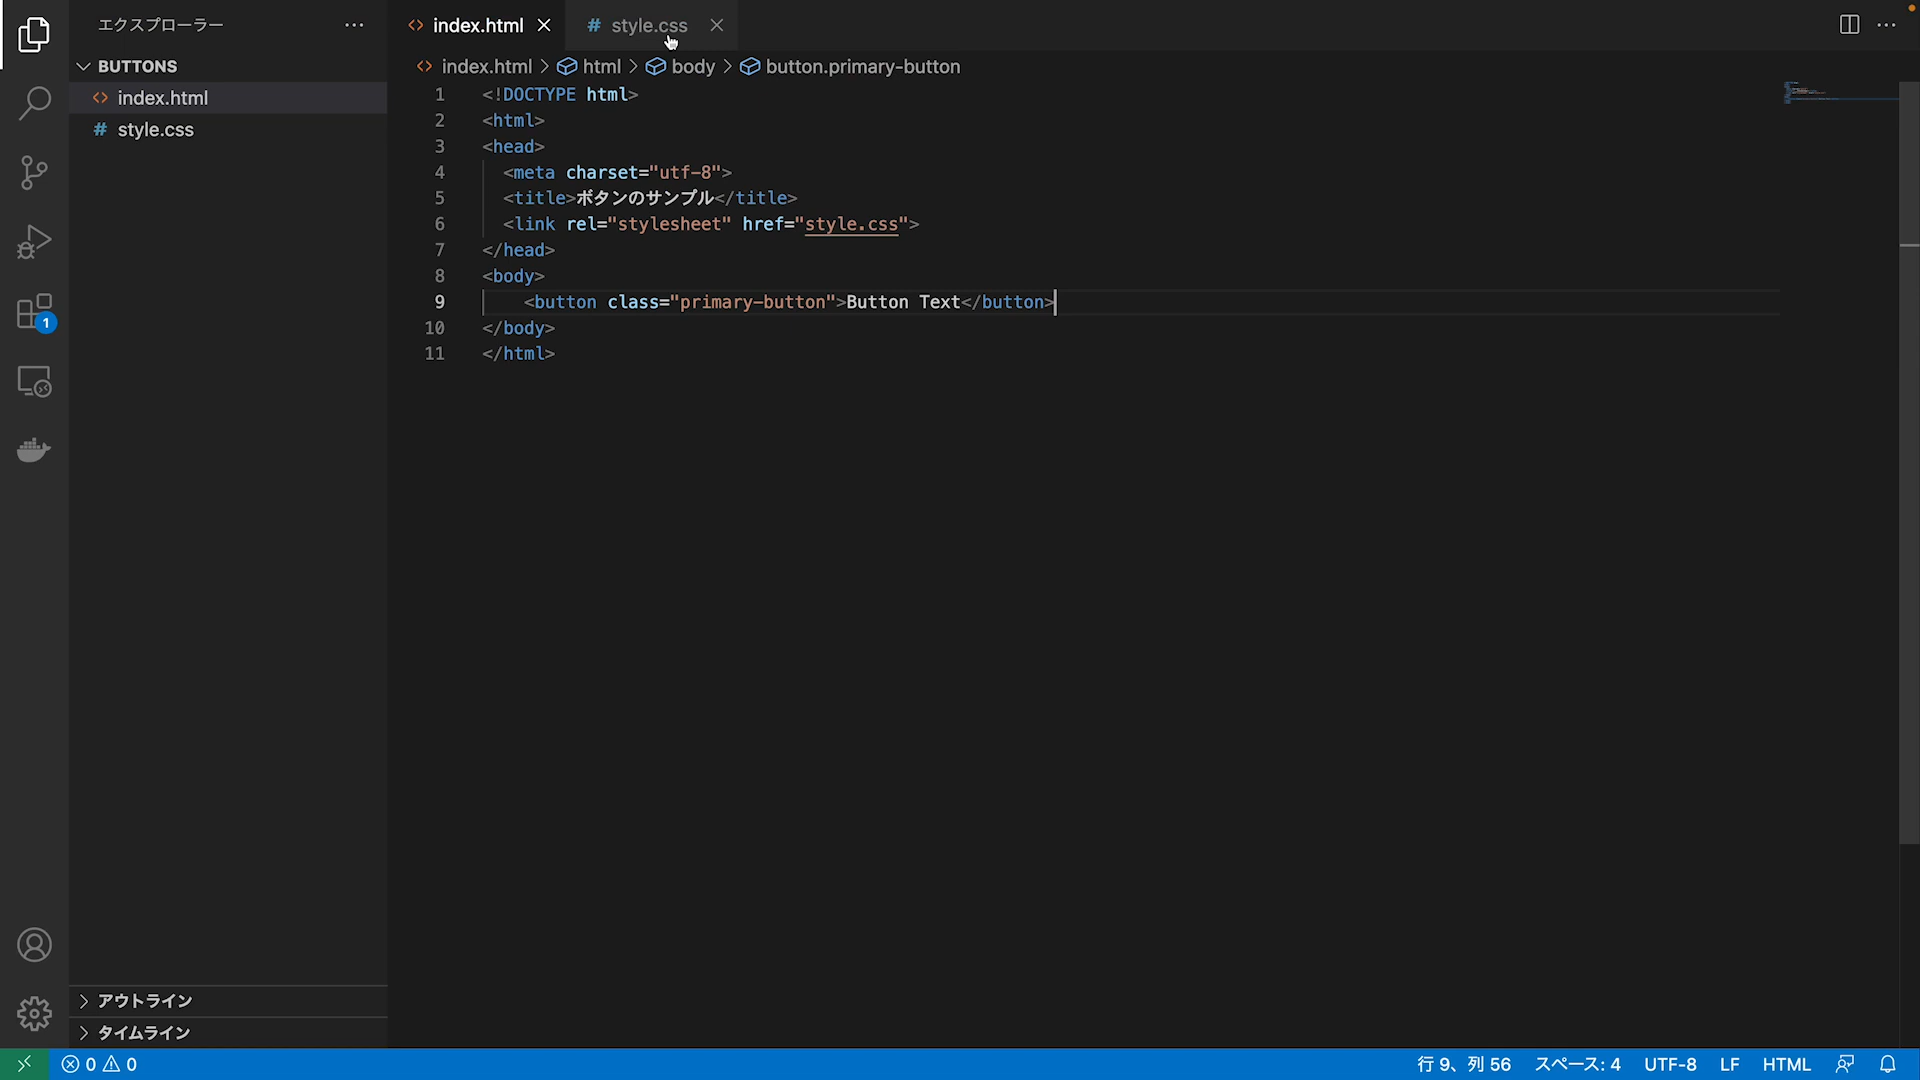 エクスプローラー
BUTTONS
index.html
style.css
アウトライン
タイムライン
index.html
style.css
index.html > html > body > button.primary-button
1 <!DOCTYPE html>
2 <html>
3 <head>
4 <meta charset="utf-8">
5 <title>ボタンのサンプル</title>
6 <link rel="stylesheet" href="style.css">
7 </head>
8 <body>
9 <button class="primary-button">Button Text</button>
10 </body>
11 </html>
1
0 0
行 9、列 56
スペース: 4
UTF-8
LF
HTML